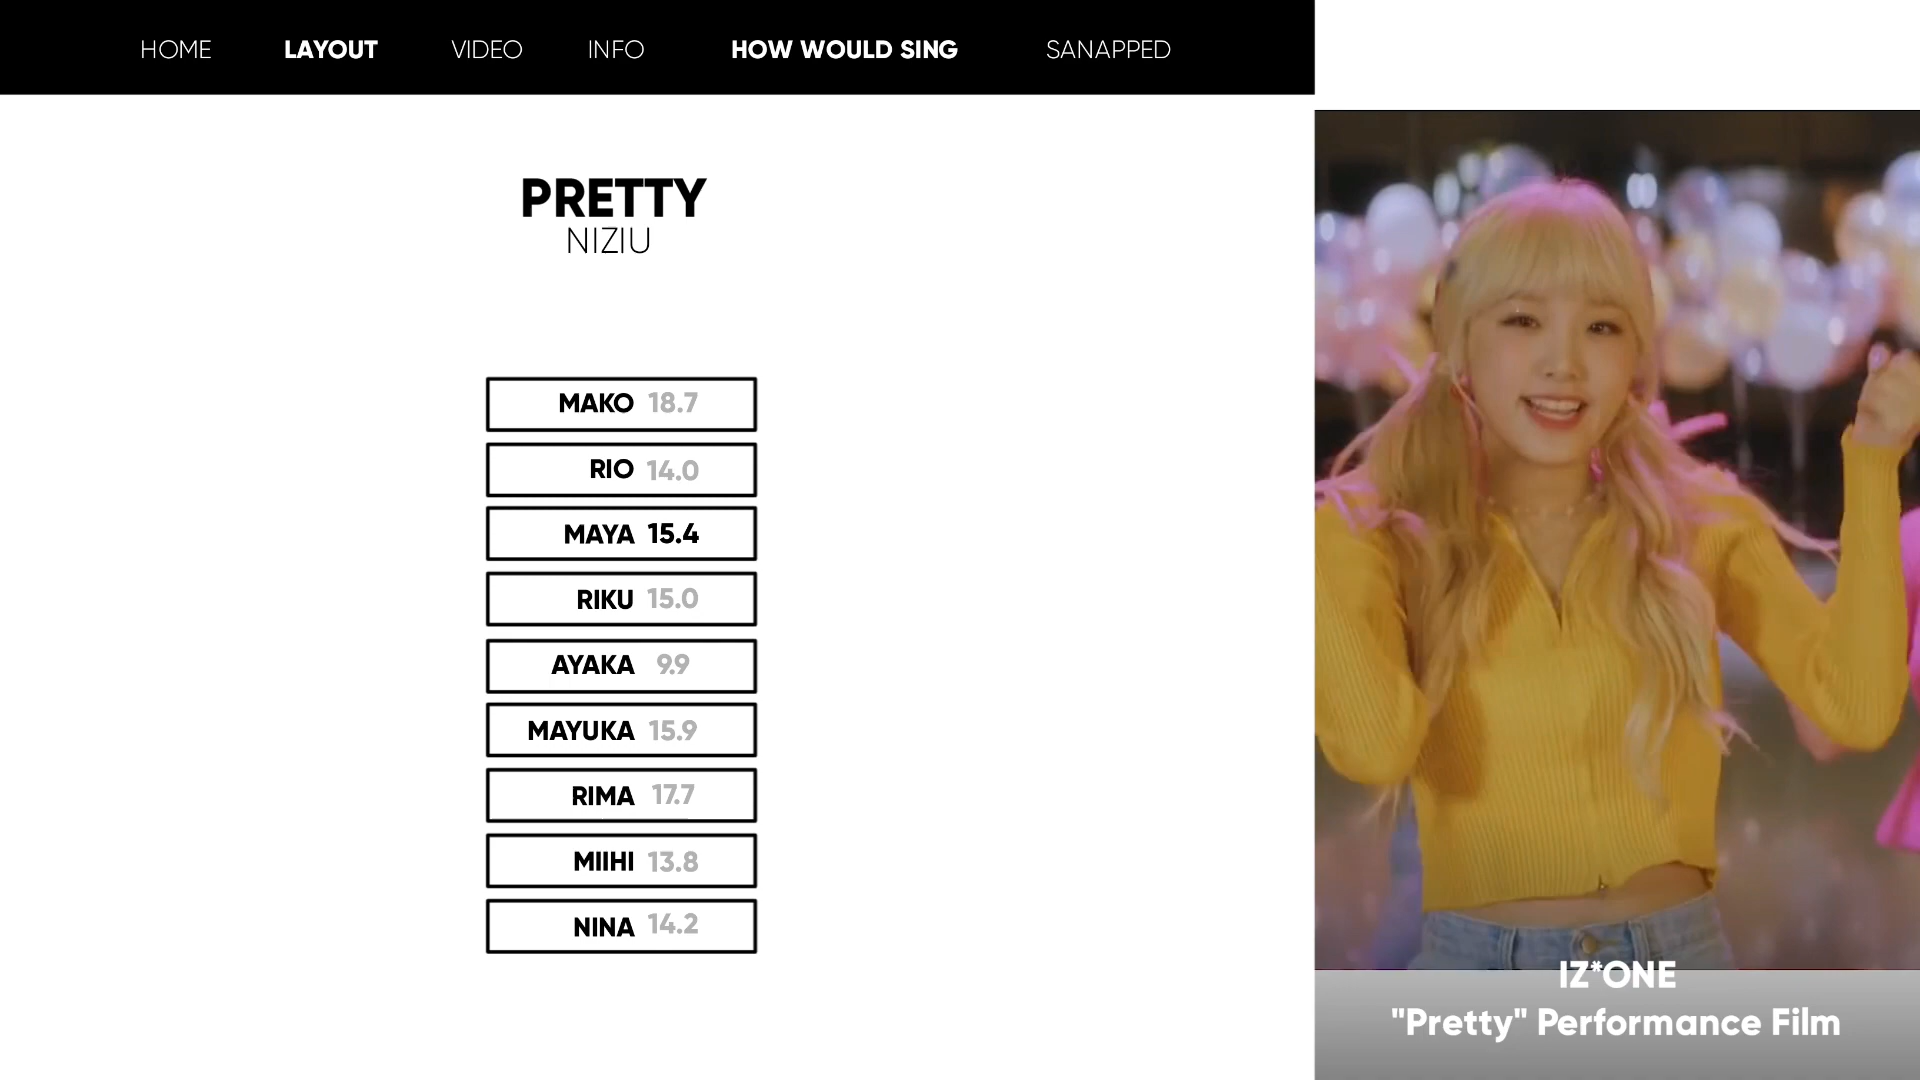 HOME LAYOUT VIDEO INFO HOW WOULD SING SANAPPED
PRETTY
NIZIU
MAKO 18.7
RIO 14.0
MAYA 15.4
RIKU 15.0
AYAKA 9.9
MAYUKA 15.9
RIMA 17.7
MIIHI 13.8
NINA 14.2
IZ*ONE
"Pretty" Performance Film